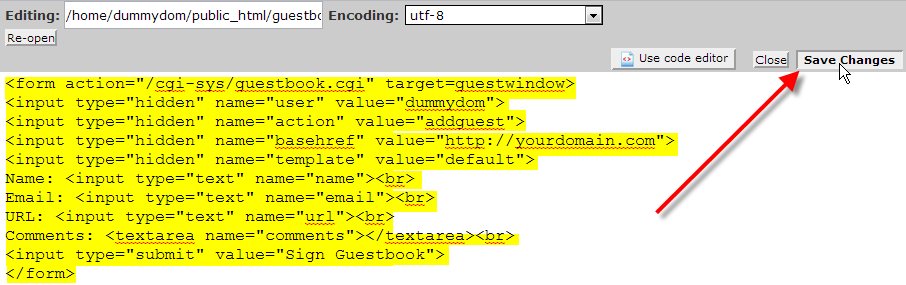 Editing: /home/dummydom/public_html/guestbo Encoding: utf-8
Re-open
Use code editor Close Save Changes
<form action="/cgi-sys/guestbook.cgi" target=guestwindow>
<input type="hidden" name="user" value="dummydom">
<input type="hidden" name="action" value="addguest">
<input type="hidden" name="basehref" value="http://yourdomain.com">
<input type="hidden" name="template" value="default">
Name: <input type="text" name="name"><br>
Email: <input type="text" name="email"><br>
URL: <input type="text" name="url"><br>
Comments: <textarea name="comments"></textarea><br>
<input type="submit" value="Sign Guestbook">
</form>